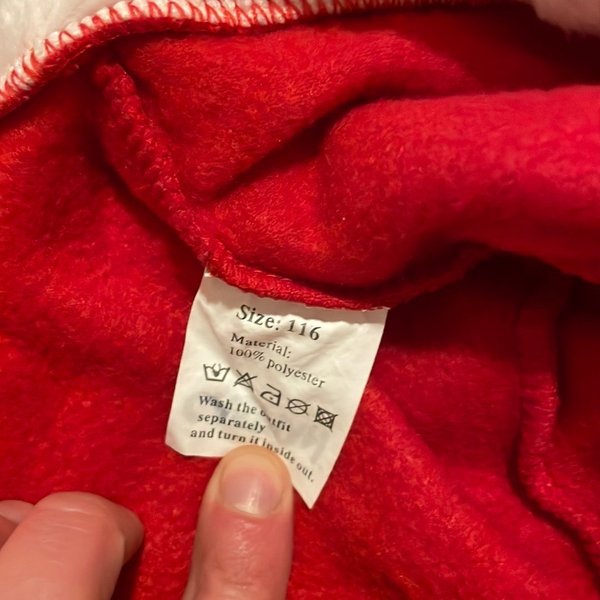 Size: 116
Material:
100% polyester
Wash the outfit
separately
and turn it inside out.